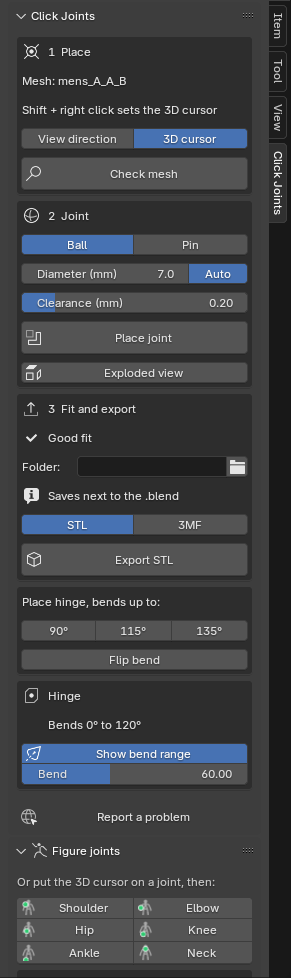 Click Joints
Item
Tool
View
Click Joints
1 Place
Mesh: mens_A_A_B
Shift + right click sets the 3D cursor
View direction 3D cursor
Check mesh
2 Joint
Ball Pin
Diameter (mm) 7.0 Auto
Clearance (mm) 0.20
Place joint
Exploded view
3 Fit and export
Good fit
Folder:
Saves next to the .blend
STL 3MF
Export STL
Place hinge, bends up to:
90° 115° 135°
Flip bend
Hinge
Bends 0° to 120°
Show bend range
Bend 60.00
Report a problem
Figure joints
Or put the 3D cursor on a joint, then:
Shoulder Elbow
Hip Knee
Ankle Neck